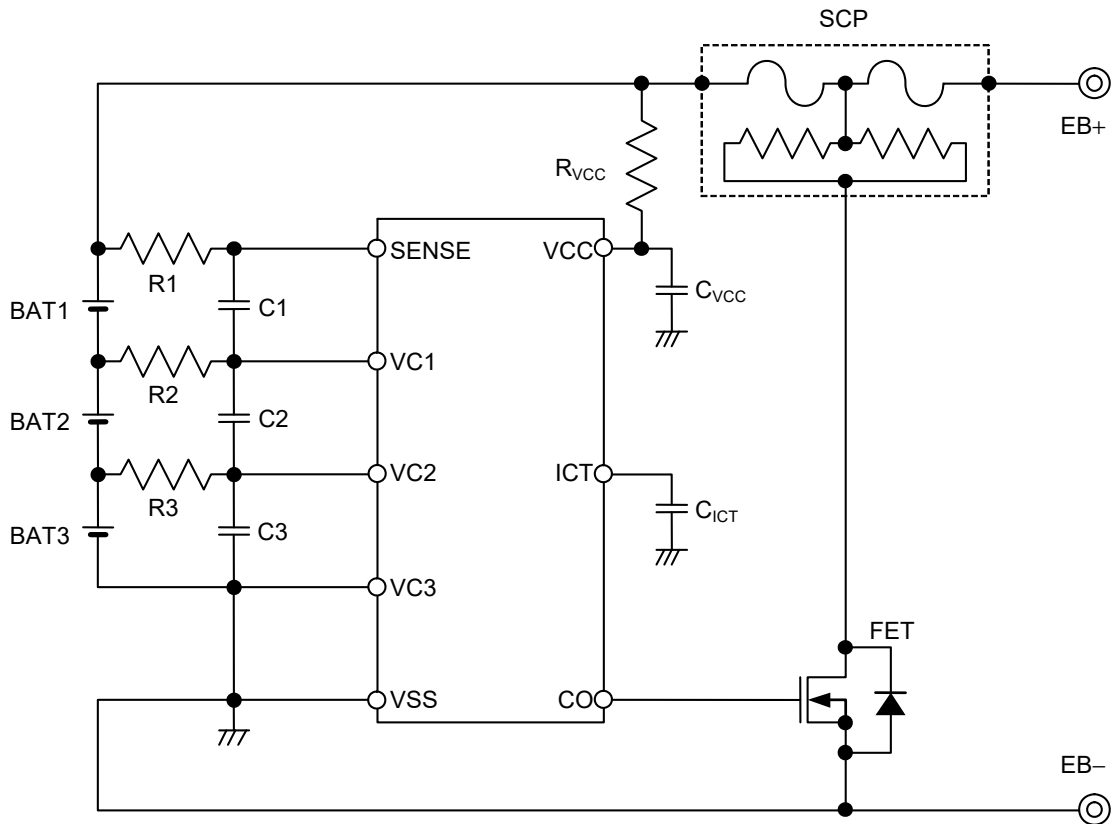 SCP
EB+
RVCC
SENSE
VCC
R1
BAT1
C1
CVCC
VC1
R2
BAT2
C2
VC2
ICT
R3
BAT3
C3
CICT
VC3
FET
VSS
CO
EB−